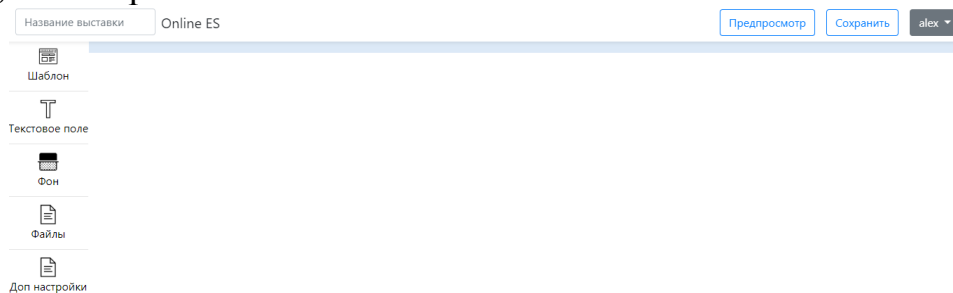 Название выставки Online ES Предпросмотр Сохранить alex
Шаблон
Текстовое поле
Фон
Файлы
Доп настройки